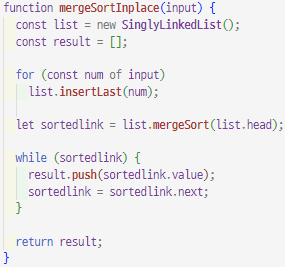 function mergeSortInplace(input) {
  const list = new SinglyLinkedList();
  const result = [];

  for (const num of input)
    list.insertLast(num);

  let sortedlink = list.mergeSort(list.head);

  while (sortedlink) {
    result.push(sortedlink.value);
    sortedlink = sortedlink.next;
  }

  return result;
}